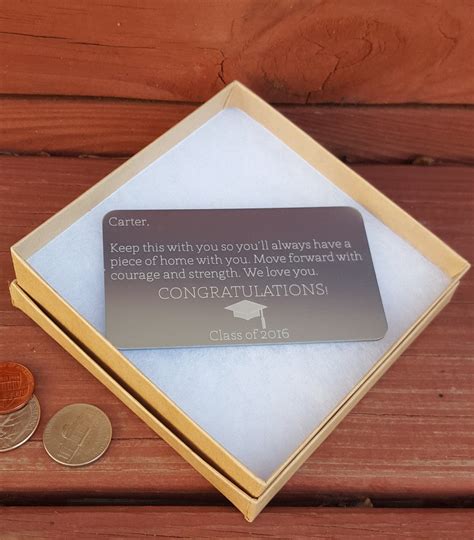 Carter,
Keep this with you so you'll always have a
piece of home with you. Move forward with
courage and strength. We love you.
CONGRATULATIONS!
Class of 2016